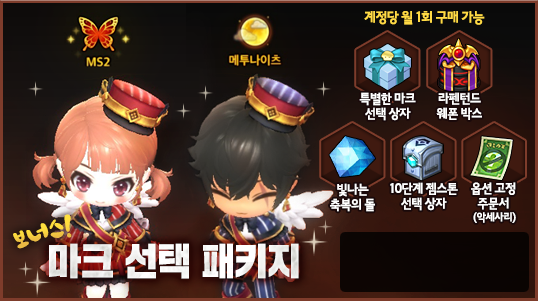 MS2
메투나이츠
보너스!
마크 선택 패키지
계정당 월 1회 구매 가능
특별한 마크
선택 상자
라펜턴드
웨폰 박스
빛나는
축복의 돌
10단계 젬스톤
선택 상자
옵션 고정
주문서
(악세사리)